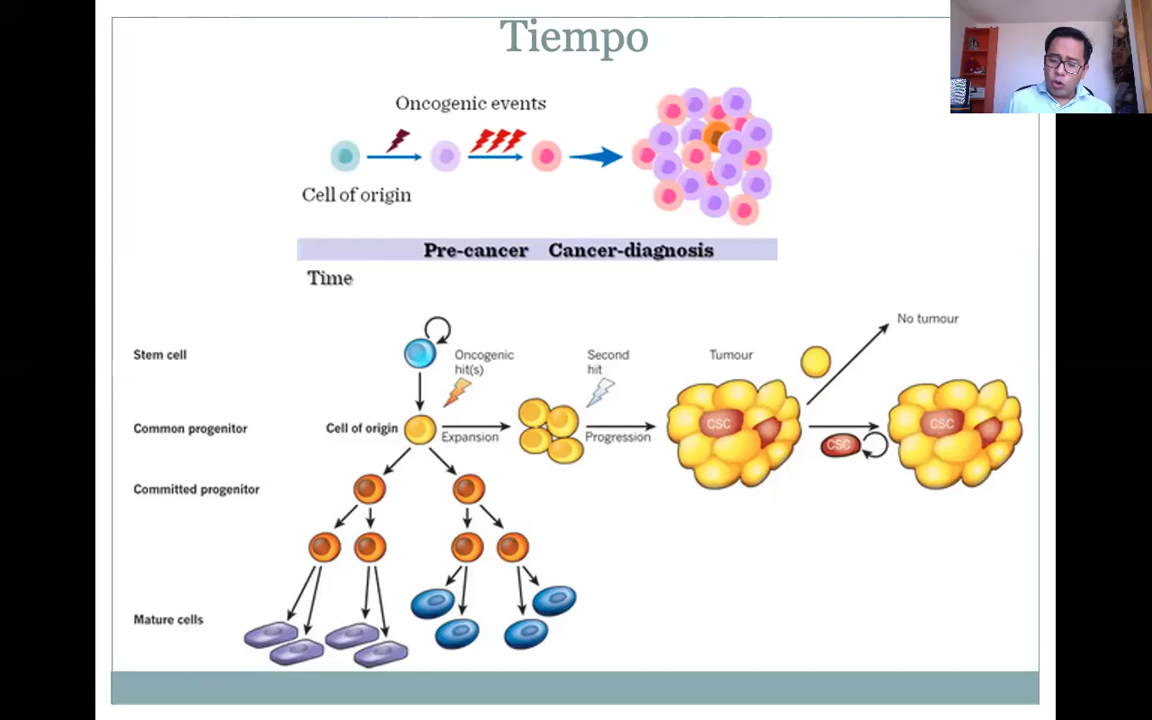 Tiempo
Oncogenic events
Cell of origin
Pre-cancer Cancer-diagnosis
Time
No tumour
Stem cell
Oncogenic
hit(s)
Second
hit
Tumour
Common progenitor
Cell of origin
Expansion
Progression
CSC
CSC
CSC
Committed progenitor
Mature cells